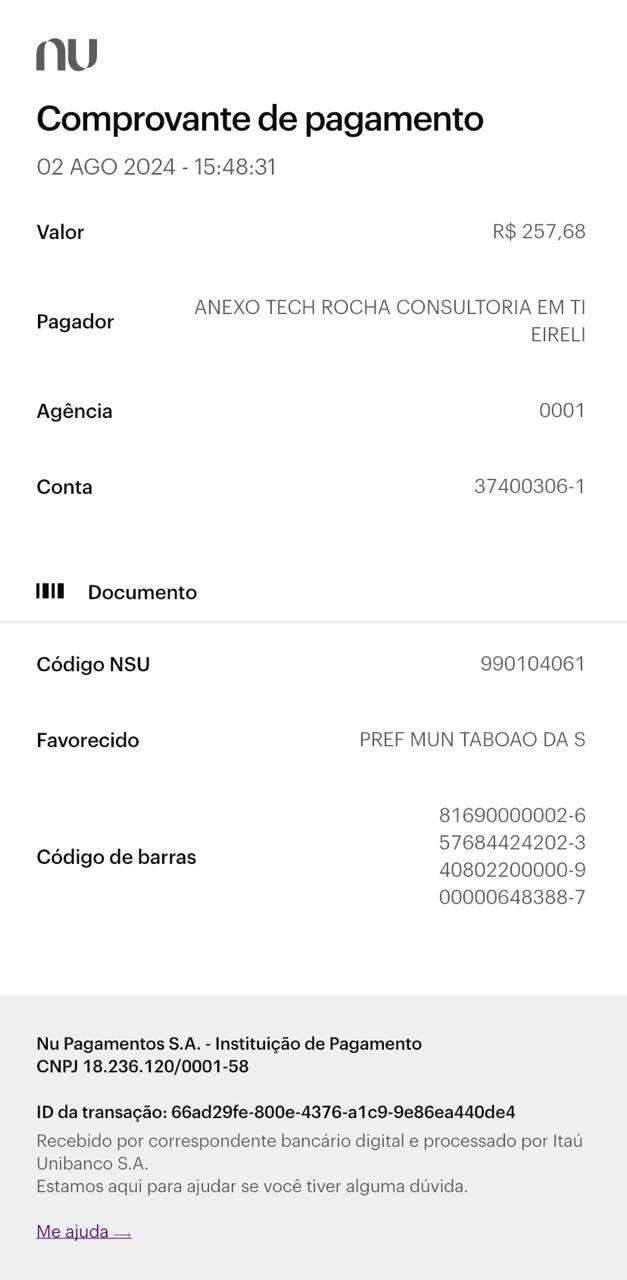 nu
Comprovante de pagamento
02 AGO 2024 - 15:48:31
Valor R$ 257,68
Pagador ANEXO TECH ROCHA CONSULTORIA EM TI
EIRELI
Agência 0001
Conta 37400306-1
Documento
Código NSU 990104061
Favorecido PREF MUN TABOAO DA S
Código de barras 81690000002-6
57684424202-3
40802200000-9
00000648388-7
Nu Pagamentos S.A. - Instituição de Pagamento
CNPJ 18.236.120/0001-58
ID da transação: 66ad29fe-800e-4376-a1c9-9e86ea440de4
Recebido por correspondente bancário digital e processado por Itaú
Unibanco S.A.
Estamos aqui para ajudar se você tiver alguma dúvida.
Me ajuda →